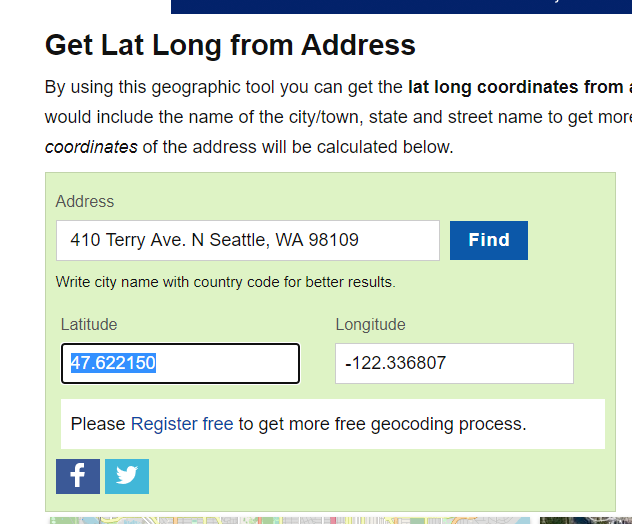 Get Lat Long from Address
By using this geographic tool you can get the lat long coordinates from
would include the name of the city/town, state and street name to get more
coordinates of the address will be calculated below.
Address
410 Terry Ave. N Seattle, WA 98109
Find
Write city name with country code for better results.
Latitude
Longitude
47.622150
-122.336807
Please Register free to get more free geocoding process.